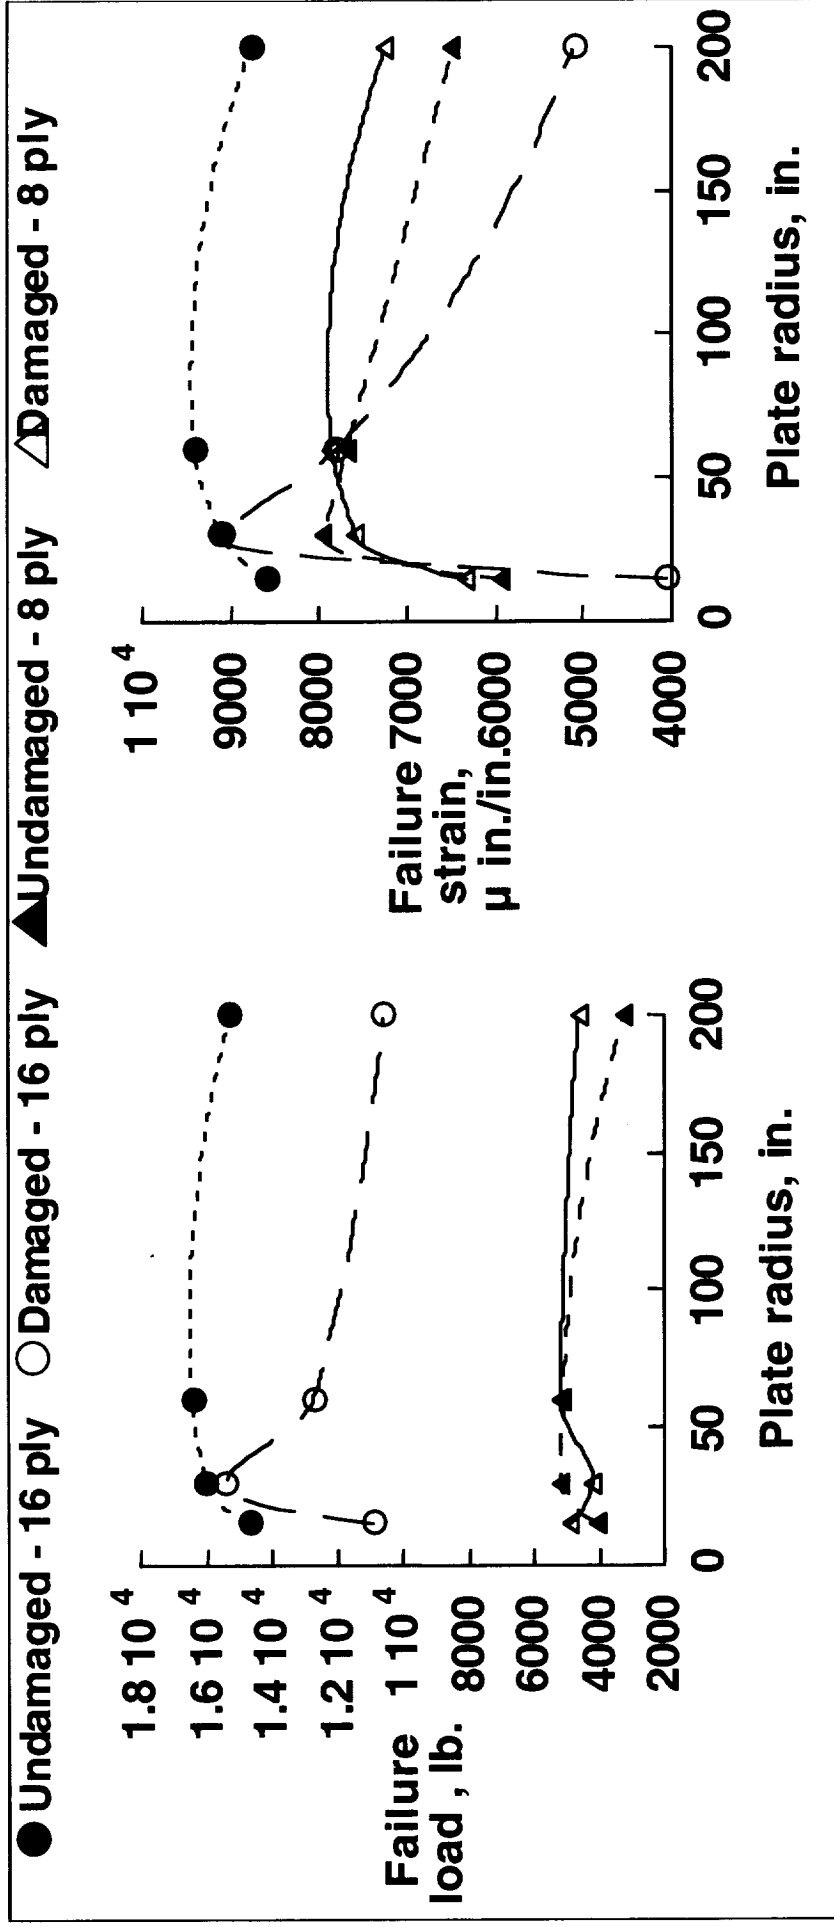 Undamaged - 16 ply Damaged - 16 ply Undamaged - 8 ply Damaged - 8 ply
1.8 10 4
1.6 10 4
1.4 10 4
1.2 10 4
1 10 4
8000
6000
4000
2000
Failure
load , lb.
0 50 100 150 200
Plate radius, in.
1 10 4
9000
8000
7000
6000
5000
4000
Failure
strain,
μ in./in.
0 50 100 150 200
Plate radius, in.